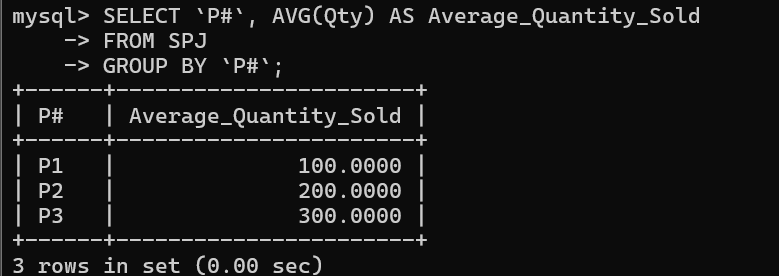 mysql> SELECT `P#`, AVG(Qty) AS Average_Quantity_Sold
    -> FROM SPJ
    -> GROUP BY `P#`;
+------+-----------------------+
| P#   | Average_Quantity_Sold |
+------+-----------------------+
| P1   |              100.0000 |
| P2   |              200.0000 |
| P3   |              300.0000 |
+------+-----------------------+
3 rows in set (0.00 sec)